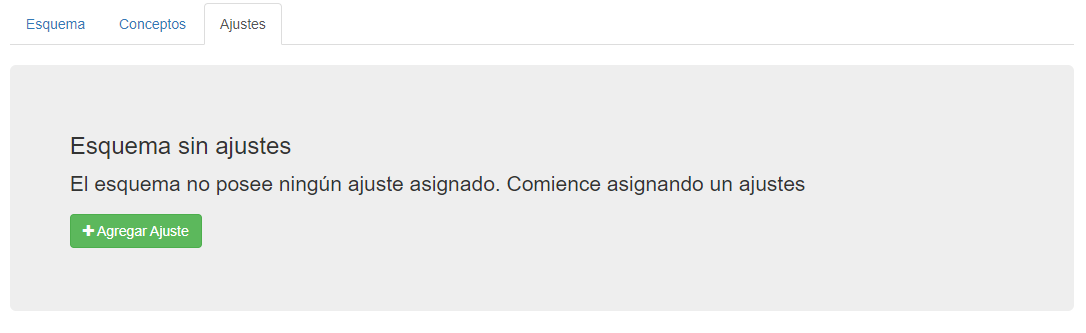 Esquema Conceptos Ajustes
Esquema sin ajustes
El esquema no posee ningún ajuste asignado. Comience asignando un ajustes
Agregar Ajuste